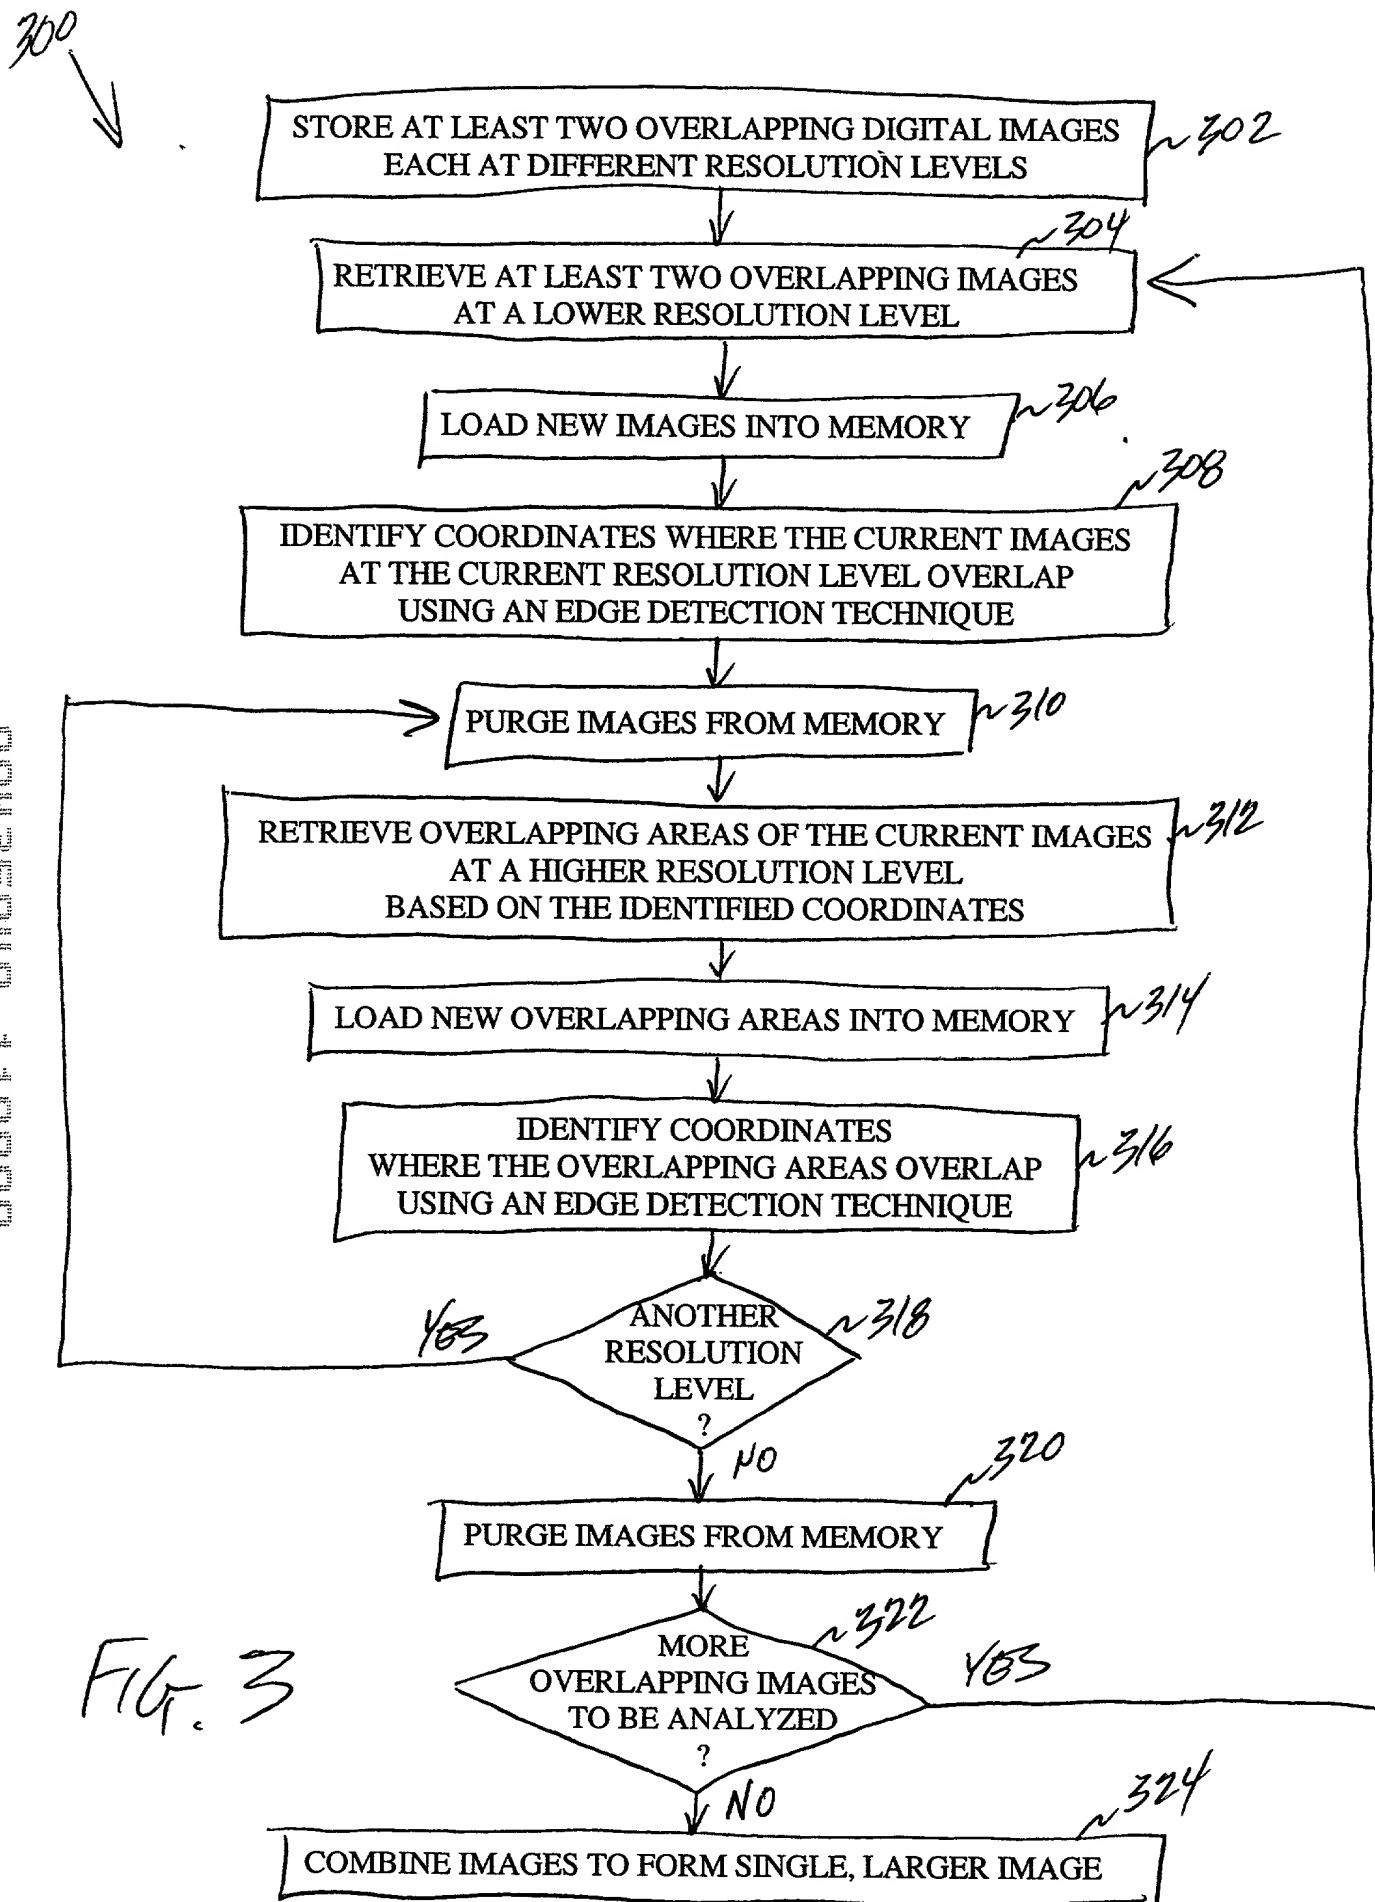 300
STORE AT LEAST TWO OVERLAPPING DIGITAL IMAGES
EACH AT DIFFERENT RESOLUTION LEVELS
302
304
RETRIEVE AT LEAST TWO OVERLAPPING IMAGES
AT A LOWER RESOLUTION LEVEL
306
LOAD NEW IMAGES INTO MEMORY
308
IDENTIFY COORDINATES WHERE THE CURRENT IMAGES
AT THE CURRENT RESOLUTION LEVEL OVERLAP
USING AN EDGE DETECTION TECHNIQUE
PURGE IMAGES FROM MEMORY
310
RETRIEVE OVERLAPPING AREAS OF THE CURRENT IMAGES
AT A HIGHER RESOLUTION LEVEL
BASED ON THE IDENTIFIED COORDINATES
312
LOAD NEW OVERLAPPING AREAS INTO MEMORY
314
IDENTIFY COORDINATES
WHERE THE OVERLAPPING AREAS OVERLAP
USING AN EDGE DETECTION TECHNIQUE
316
YES
ANOTHER
RESOLUTION
LEVEL
?
318
NO
320
PURGE IMAGES FROM MEMORY
322
MORE
OVERLAPPING IMAGES
TO BE ANALYZED
?
YES
FIG. 3
NO
324
COMBINE IMAGES TO FORM SINGLE, LARGER IMAGE